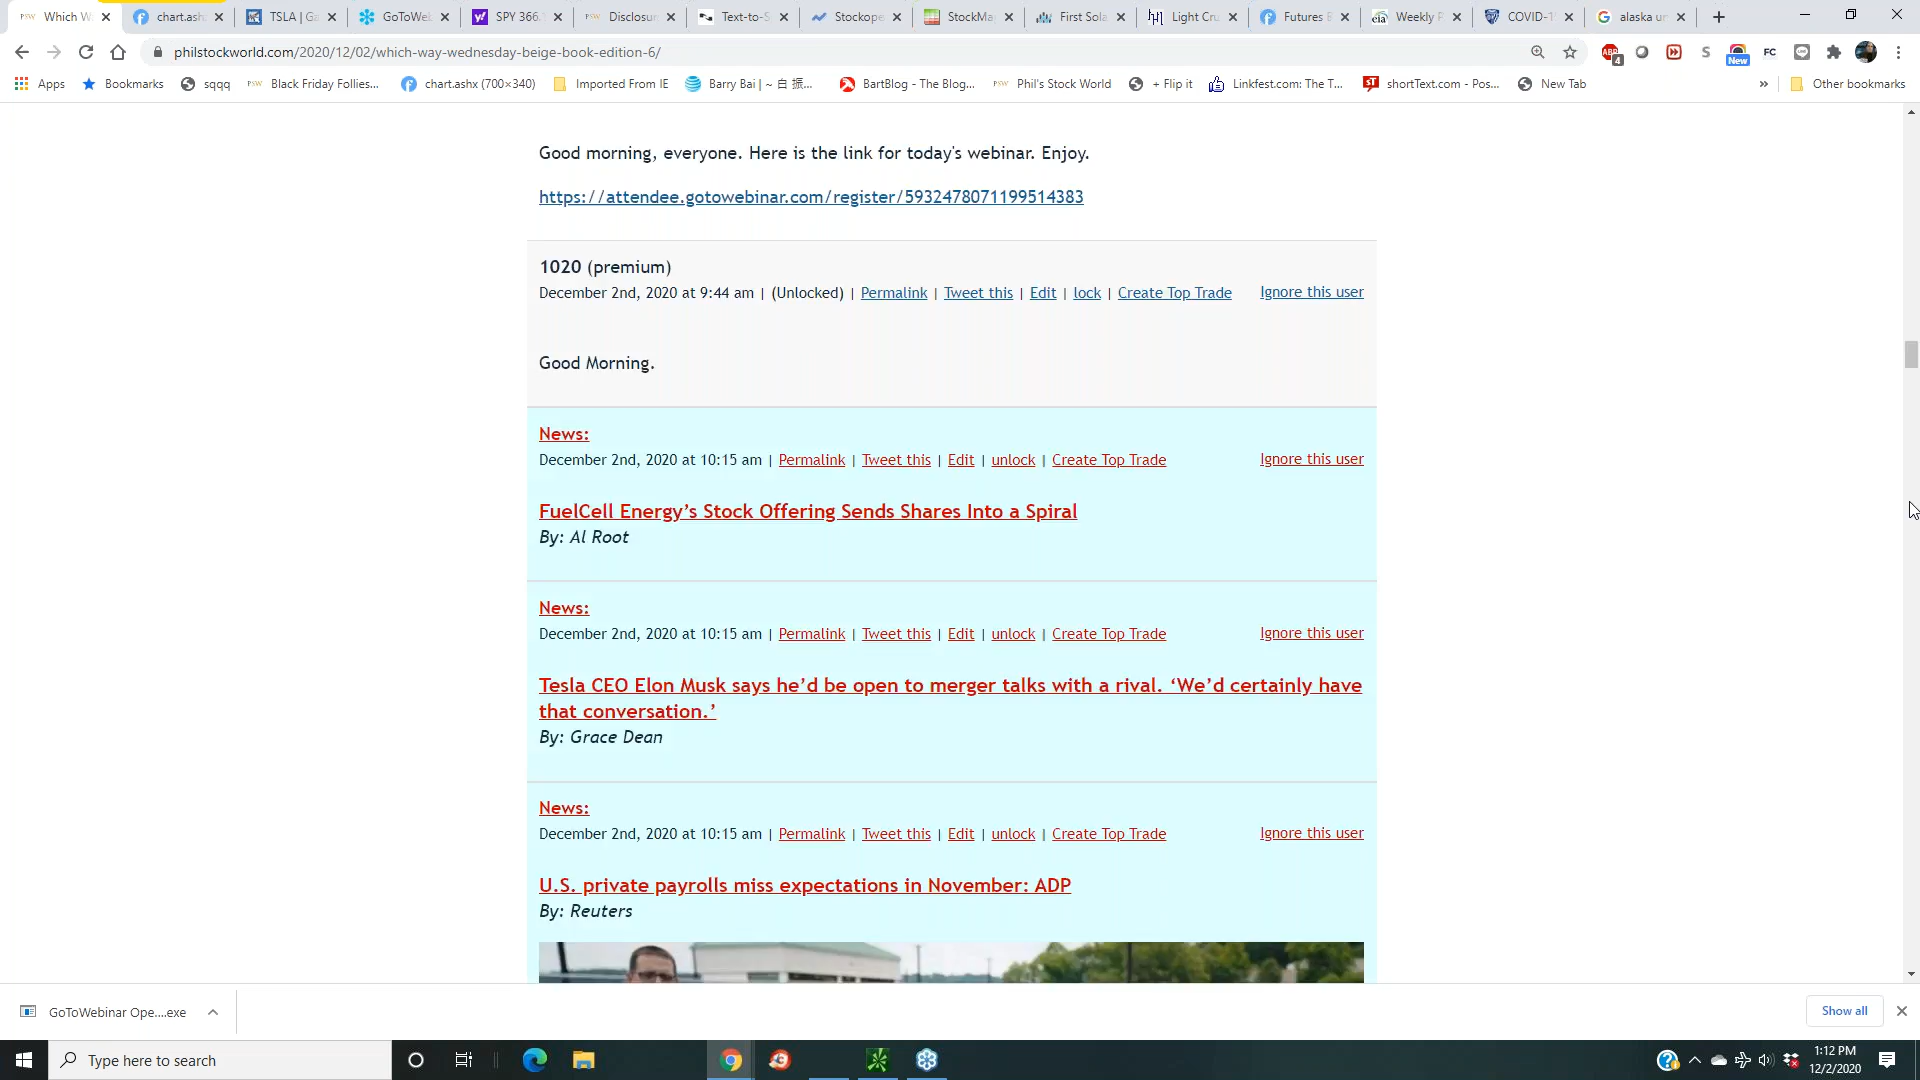 Which W
chart.ash
TSLA | Ga
GoToWel
SPY 366.
Disclosu
Text-to-S
Stockope
StockMa
First Sola
Light Cru
Futures E
Weekly F
COVID-T
alaska ur
philstockworld.com/2020/12/02/which-way-wednesday-beige-book-edition-6/
ABP 4
S
New
FC
Apps
Bookmarks
sqqq
PSW Black Friday Follies...
chart.ashx (700×340)
Imported From IE
Barry Bai | ~ 白 振...
BartBlog - The Blog...
PSW Phil's Stock World
+ Flip it
Linkfest.com: The T...
sT shortText.com - Pos...
New Tab
»
Other bookmarks
Good morning, everyone. Here is the link for today's webinar. Enjoy.
https://attendee.gotowebinar.com/register/5932478071199514383
1020 (premium)
December 2nd, 2020 at 9:44 am | (Unlocked) | Permalink | Tweet this | Edit | lock | Create Top Trade Ignore this user
Good Morning.
News:
December 2nd, 2020 at 10:15 am | Permalink | Tweet this | Edit | unlock | Create Top Trade Ignore this user
FuelCell Energy’s Stock Offering Sends Shares Into a Spiral
By: Al Root
News:
December 2nd, 2020 at 10:15 am | Permalink | Tweet this | Edit | unlock | Create Top Trade Ignore this user
Tesla CEO Elon Musk says he’d be open to merger talks with a rival. ‘We’d certainly have
that conversation.’
By: Grace Dean
News:
December 2nd, 2020 at 10:15 am | Permalink | Tweet this | Edit | unlock | Create Top Trade Ignore this user
U.S. private payrolls miss expectations in November: ADP
By: Reuters
GoToWebinar Ope....exe
Show all
Type here to search
1:12 PM
12/2/2020